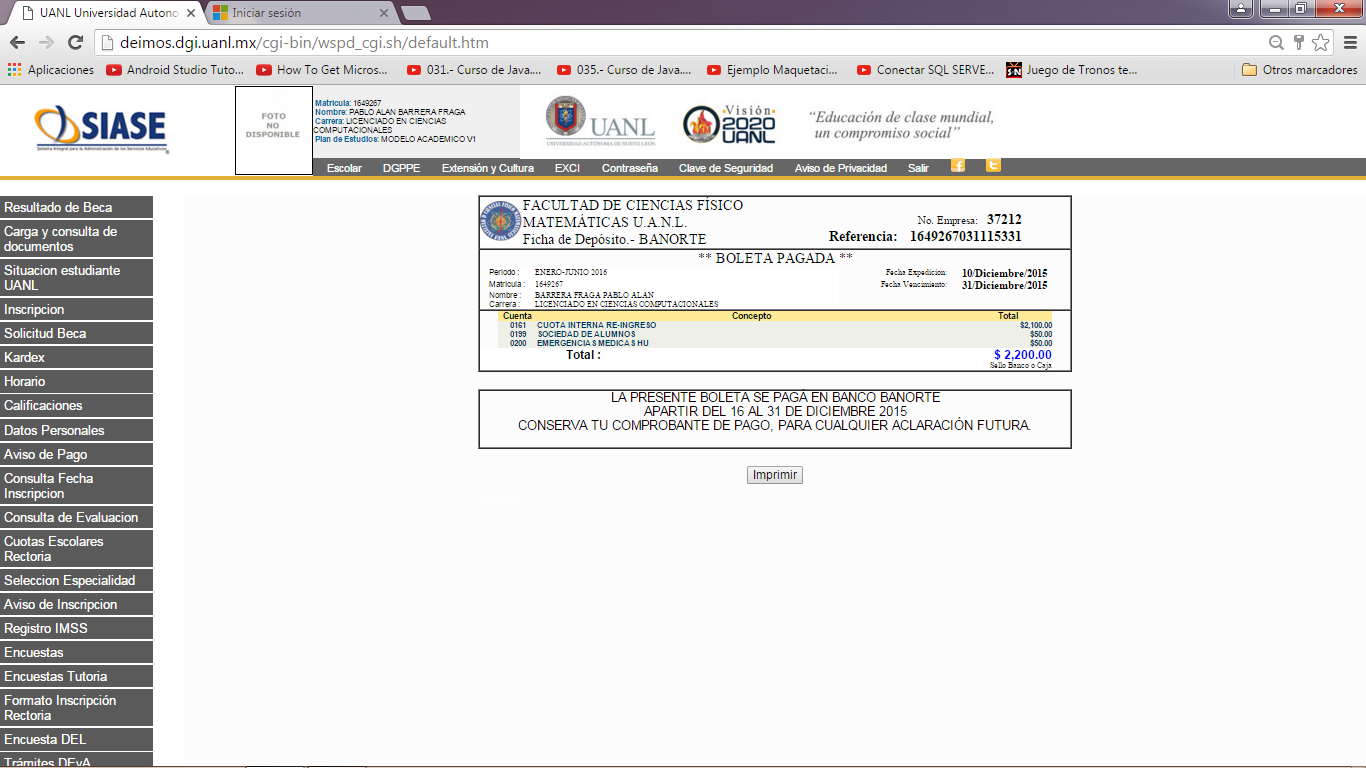 UANL Universidad Autono
Iniciar sesión
deimos.dgi.uanl.mx/cgi-bin/wspd_cgi.sh/default.htm
Aplicaciones
Android Studio Tuto...
How To Get Micros...
031.- Curso de Java....
035.- Curso de Java....
Ejemplo Maquetaci...
Conectar SQL SERVE...
Juego de Tronos te...
Otros marcadores
SIASE
Sistema Integral para la Administración de los Servicios Educativos
FOTO
NO
DISPONIBLE
Matricula: 1649267
Nombre: PABLO ALAN BARRERA FRAGA
Carrera: LICENCIADO EN CIENCIAS
COMPUTACIONALES
Plan de Estudios: MODELO ACADEMICO V1
UANL
UNIVERSIDAD AUTÓNOMA DE NUEVO LEÓN
Visión
2020
UANL
“Educación de clase mundial,
un compromiso social”
Escolar DGPPE Extensión y Cultura EXCI Contraseña Clave de Seguridad Aviso de Privacidad Salir
Resultado de Beca
Carga y consulta de
documentos
Situacion estudiante
UANL
Inscripcion
Solicitud Beca
Kardex
Horario
Calificaciones
Datos Personales
Aviso de Pago
Consulta Fecha
Inscripcion
Consulta de Evaluacion
Cuotas Escolares
Rectoria
Seleccion Especialidad
Aviso de Inscripcion
Registro IMSS
Encuestas
Encuestas Tutoria
Formato Inscripción
Rectoria
Encuesta DEL
Trámites DEyA
FACULTAD DE CIENCIAS FÍSICO
MATEMÁTICAS U.A.N.L.
Ficha de Depósito.- BANORTE
No. Empresa: 37212
Referencia: 1649267031115331
** BOLETA PAGADA **
Periodo : ENERO-JUNIO 2016
Matricula : 1649267
Nombre : BARRERA FRAGA PABLO ALAN
Carrera : LICENCIADO EN CIENCIAS COMPUTACIONALES
Fecha Expedicion: 10/Diciembre/2015
Fecha Vencimiento: 31/Diciembre/2015
Cuenta Concepto Total
0161 CUOTA INTERNA RE-INGRESO $2,100.00
0199 SOCIEDAD DE ALUMNOS $50.00
0200 EMERGENCIAS MEDICAS HU $50.00
Total : $ 2,200.00
Sello Banco o Caja
LA PRESENTE BOLETA SE PAGÁ EN BANCO BANORTE
APARTIR DEL 16 AL 31 DE DICIEMBRE 2015
CONSERVA TU COMPROBANTE DE PAGO, PARA CUALQUIER ACLARACIÓN FUTURA.
Imprimir